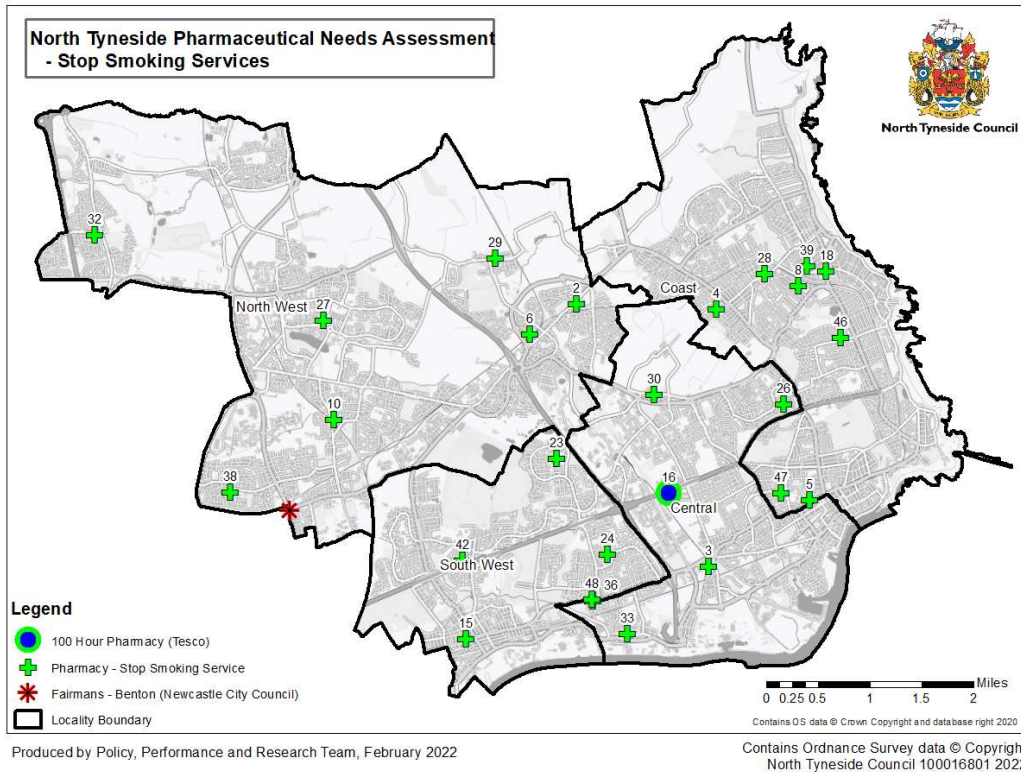 North Tyneside Pharmaceutical Needs Assessment
- Stop Smoking Services
North Tyneside Council
32
29
39
18
28
8
2
Coast
4
North West
27
6
46
30
26
10
23
38
16
47
5
Central
42
24
3
South West
48
36
33
15
Legend
100 Hour Pharmacy (Tesco)
Pharmacy - Stop Smoking Service
Fairmans - Benton (Newcastle City Council)
Locality Boundary
Miles
0 0.25 0.5 1 1.5 2
Contains OS data © Crown Copyright and database right 2020
Produced by Policy, Performance and Research Team, February 2022
Contains Ordnance Survey data © Copyright
North Tyneside Council 100016801 2022